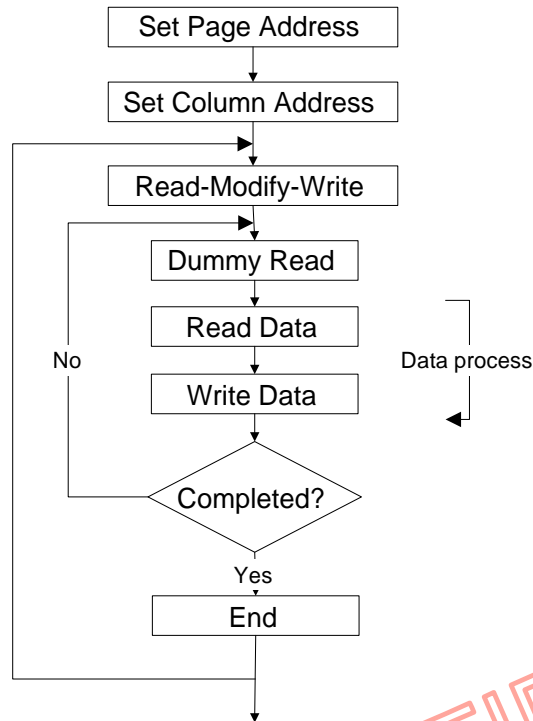 Set Page Address
Set Column Address
Read-Modify-Write
Dummy Read
Read Data
No
Data process
Write Data
Completed?
Yes
End